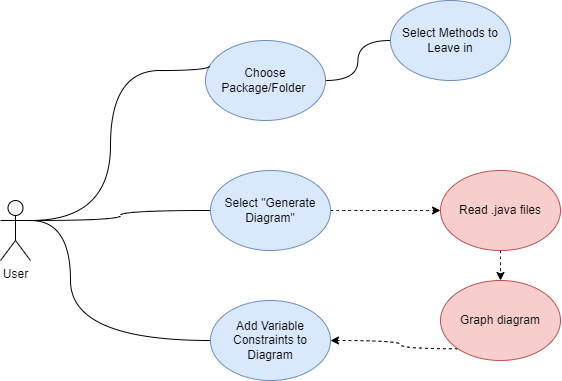 Select Methods to
Leave in
Choose
Package/Folder
Select "Generate
Diagram"
Read .java files
User
Graph diagram
Add Variable
Constraints to
Diagram